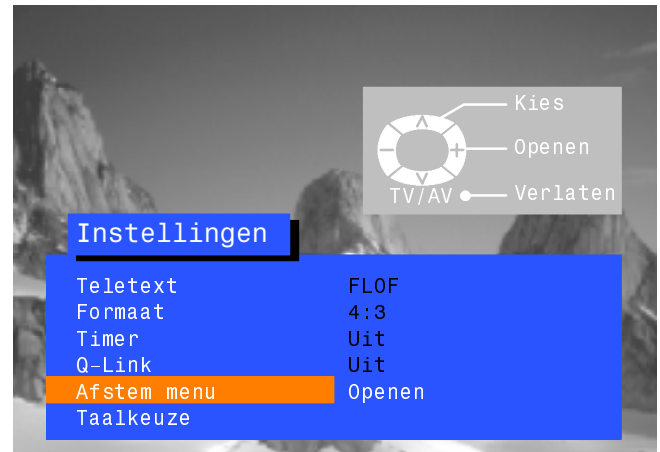 Kies
Openen
TV/AV Verlaten
Instellingen
Teletext FLOF
Formaat 4:3
Timer Uit
Q-Link Uit
Afstem menu Openen
Taalkeuze